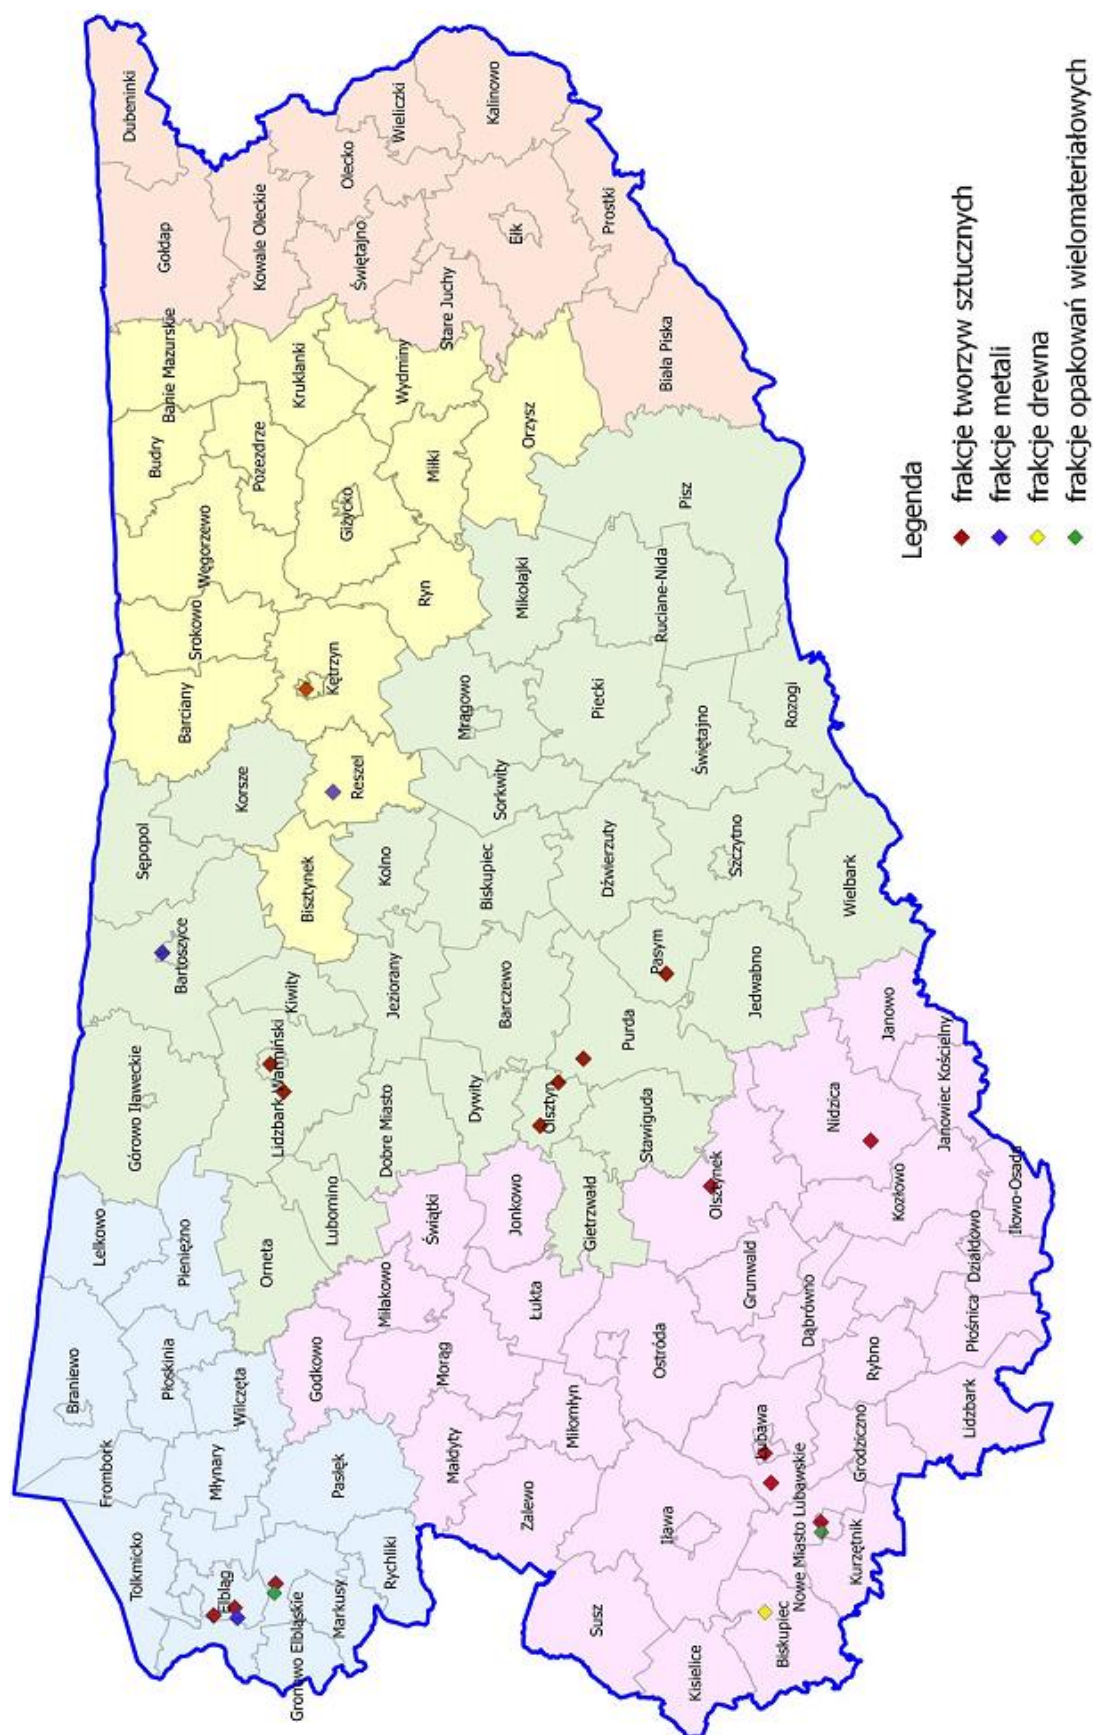 Tolkmicko
Frombork
Braniewo
Lelkowo
Górowo Iławeckie
Sępopol
Dubeninki
Budry
Banie Mazurskie
Gołdap
Płoskinia
Pieniężno
Bartoszyce
Barciany
Srokowo
Węgorzewo
Młynary
Elbląg
Wilczęta
Orneta
Lidzbark Warmiński
Kiwity
Korsze
Pozezdrze
Kowale Oleckie
Gronowo Elbląskie
Godkowo
Lubomino
Bisztynek
Kętrzyn
Giżycko
Kruklanki
Markusy
Pasłęk
Reszel
Olecko
Świętajno
Rychliki
Miłakowo
Dobre Miasto
Jeziorany
Kolno
Wydminy
Wieliczki
Małdyty
Morąg
Świątki
Ryn
Miłki
Stare Juchy
Dywity
Mrągowo
Zalewo
Jonkowo
Barczewo
Biskupiec
Sorkwity
Mikołajki
Orzysz
Ełk
Kalinowo
Łukta
Olsztyn
Miłomłyn
Gietrzwałd
Susz
Purda
Dźwierzuty
Piecki
Prostki
Stawiguda
Pasym
Ruciane-Nida
Biała Piska
Iława
Ostróda
Pisz
Kisielice
Olsztynek
Świętajno
Szczytno
Grunwald
Jedwabno
Lubawa
Biskupiec
Nowe Miasto Lubawskie
Dąbrówno
Nidzica
Rozogi
Kurzętnik
Grodziczno
Rybno
Kozłowo
Janowo
Wielbark
Lidzbark
Płośnica
Działdowo
Janowiec Kościelny
Iłowo-Osada
Legenda
frakcje tworzyw sztucznych
frakcje metali
frakcje drewna
frakcje opakowań wielomateriałowych